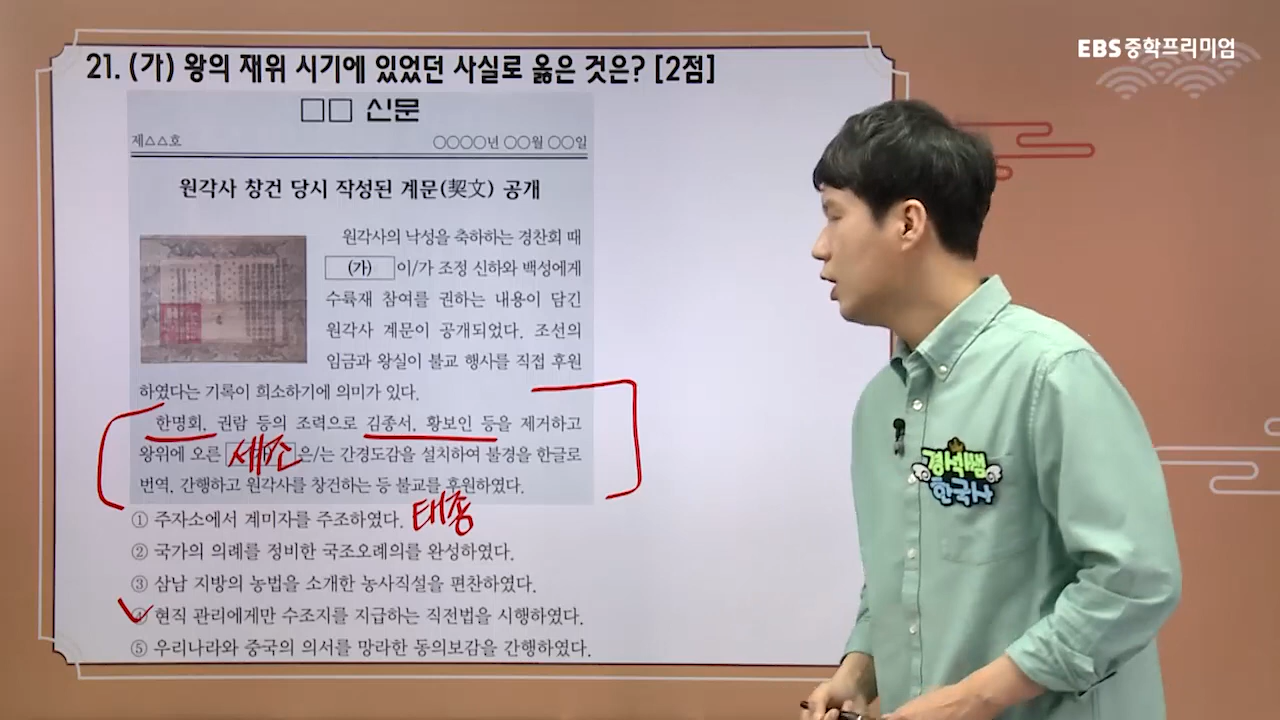 EBS 중학프리미엄
21. (가) 왕의 재위 시기에 있었던 사실로 옳은 것은? [2점]
□□ 신문
제△△호 ○○○○년 ○○월 ○○일
원각사 창건 당시 작성된 계문(契文) 공개
원각사의 낙성을 축하하는 경찬회 때
(가) 이/가 조정 신하와 백성에게
수륙재 참여를 권하는 내용이 담긴
원각사 계문이 공개되었다. 조선의
임금과 왕실이 불교 행사를 직접 후원
하였다는 기록이 희소하기에 의미가 있다.
한명회, 권람 등의 조력으로 김종서, 황보인 등을 제거하고
왕위에 오른 세조 은/는 간경도감을 설치하여 불경을 한글로
번역, 간행하고 원각사를 창건하는 등 불교를 후원하였다.
① 주자소에서 계미자를 주조하였다. 태종
② 국가의 의례를 정비한 국조오례의를 완성하였다.
③ 삼남 지방의 농법을 소개한 농사직설을 편찬하였다.
④ 현직 관리에게만 수조지를 지급하는 직전법을 시행하였다.
⑤ 우리나라와 중국의 의서를 망라한 동의보감을 간행하였다.
경석쌤
한국사